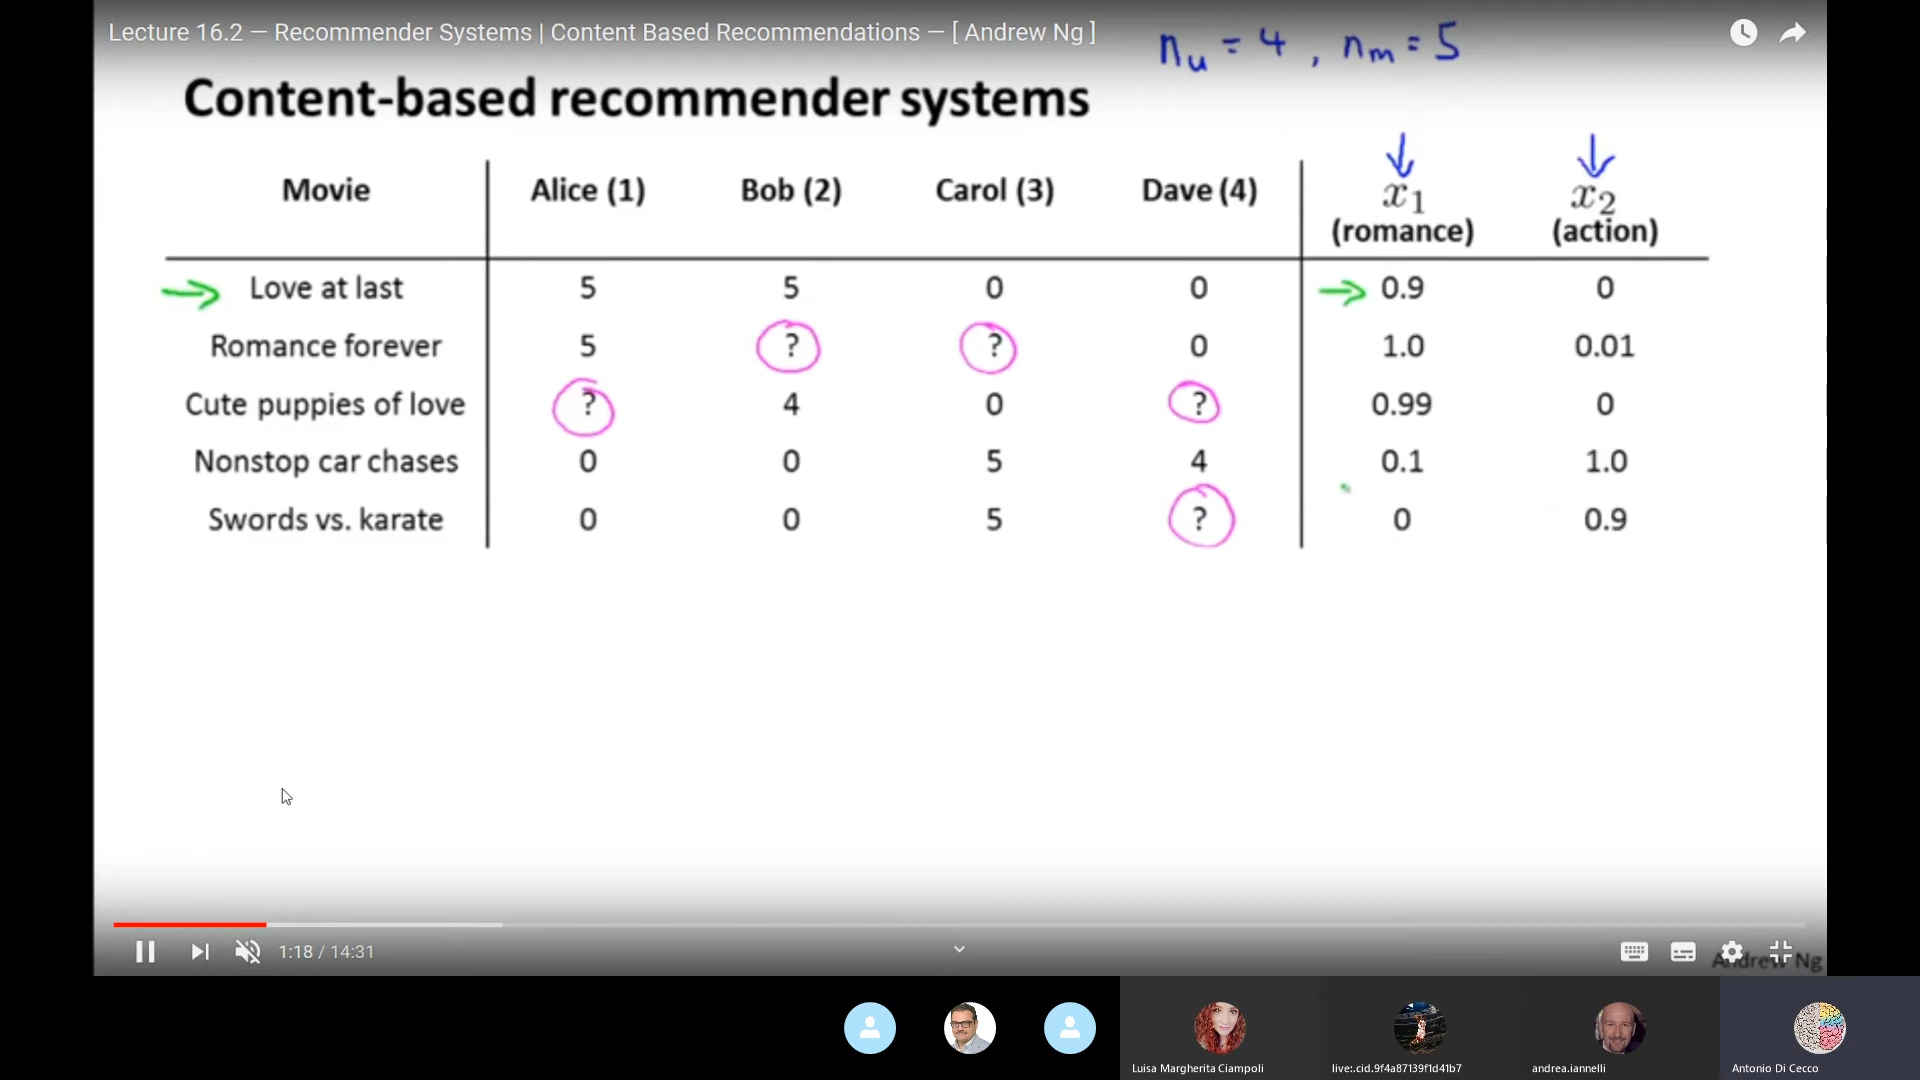 Lecture 16.2 — Recommender Systems | Content Based Recommendations — [ Andrew Ng ]
nu = 4 , nm = 5
Content-based recommender systems
Movie Alice (1) Bob (2) Carol (3) Dave (4) x1 (romance) x2 (action)
Love at last 5 5 0 0 0.9 0
Romance forever 5 ? ? 0 1.0 0.01
Cute puppies of love ? 4 0 ? 0.99 0
Nonstop car chases 0 0 5 4 0.1 1.0
Swords vs. karate 0 0 5 ? 0 0.9
1:18 / 14:31
Andrew Ng
Luisa Margherita Ciampoli live:.cid.9f4a87139f1d41b7 andrea.iannelli Antonio Di Cecco